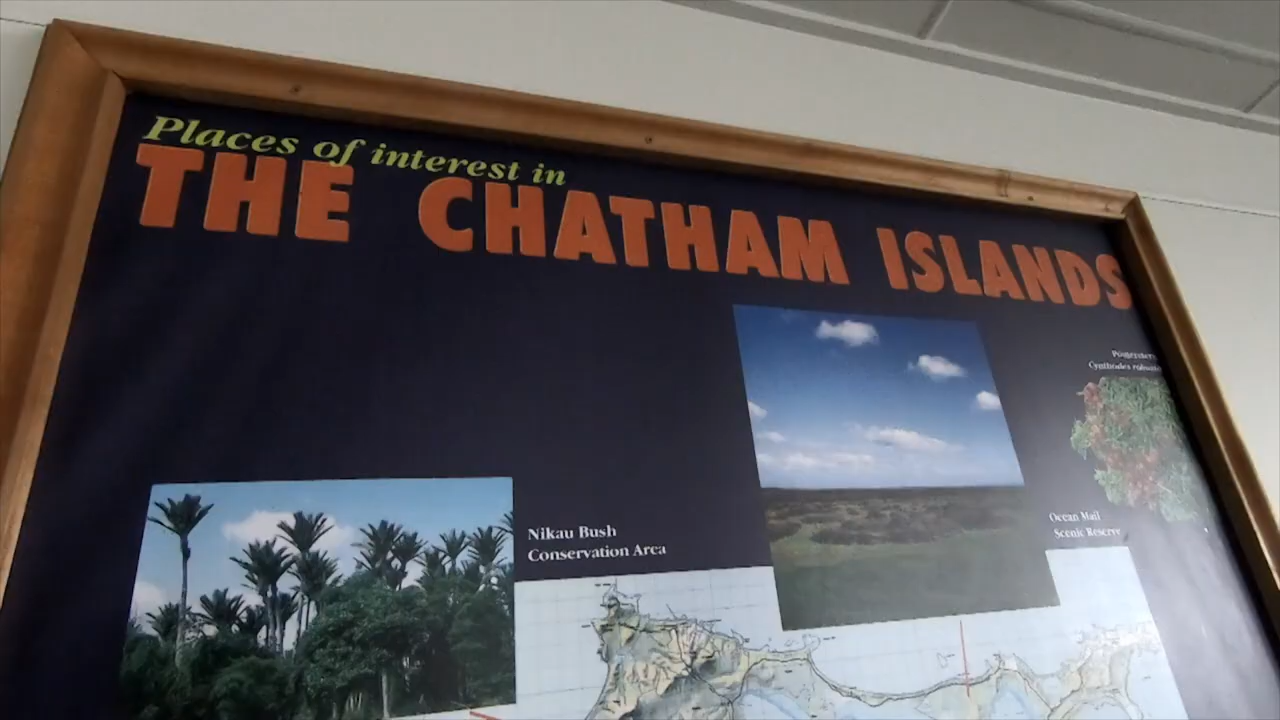 Places of interest in
THE CHATHAM ISLANDS
Nikau Bush
Conservation Area
Ocean Mail
Scenic Reserve